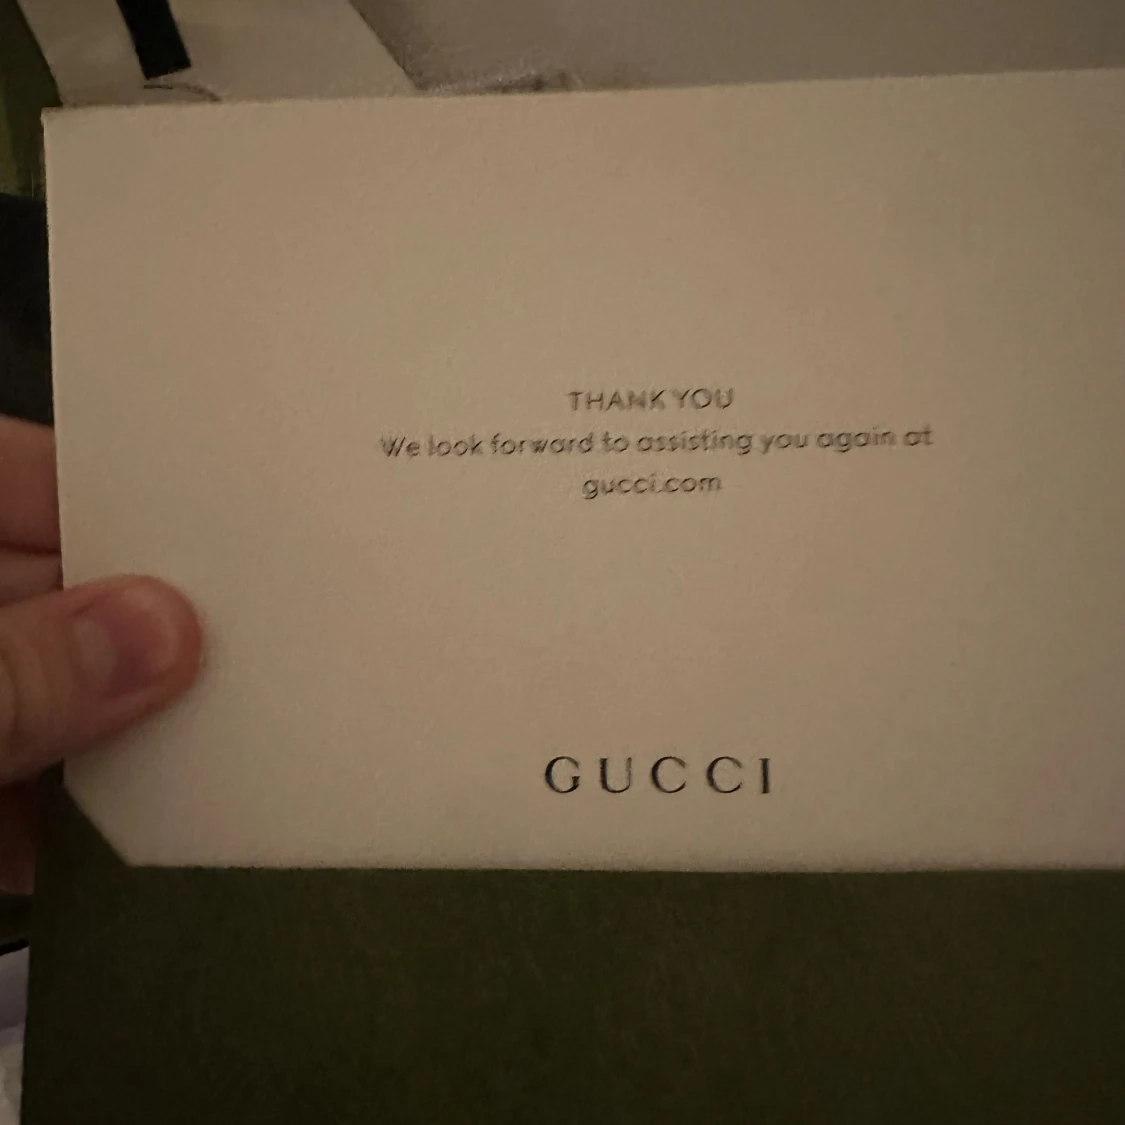 THANK YOU
We look forward to assisting you again at
gucci.com
GUCCI